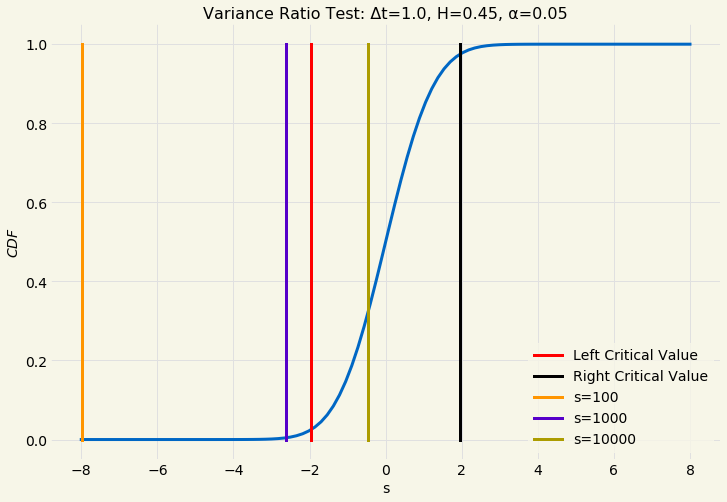 Variance Ratio Test: Δt=1.0, H=0.45, α=0.05
1.0
0.8
0.6
0.4
0.2
0.0
CDF
−8
−6
−4
−2
0
2
4
6
8
s
Left Critical Value
Right Critical Value
s=100
s=1000
s=10000